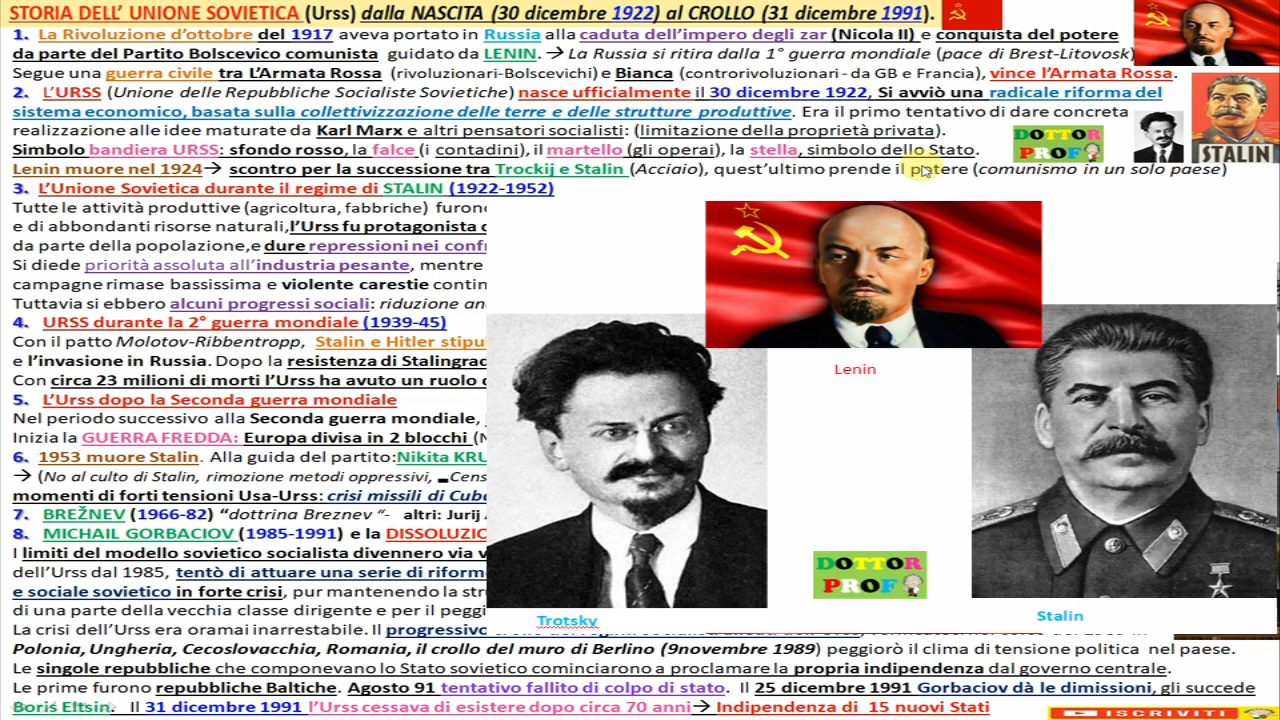 STORIA DELL' UNIONE SOVIETICA (Urss) dalla NASCITA (30 dicembre 1922) al CROLLO (31 dicembre 1991).
1. La Rivoluzione d'ottobre del 1917 aveva portato in Russia alla caduta dell'impero degli zar (Nicola II) e conquista del potere
da parte del Partito Bolscevico comunista guidato da LENIN. → La Russia si ritira dalla 1° guerra mondiale (pace di Brest-Litovosk)
Segue una guerra civile tra L'Armata Rossa (rivoluzionari-Bolscevichi) e Bianca (controrivoluzionari - da GB e Francia), vince l'Armata Rossa.
2. L'URSS (Unione delle Repubbliche Socialiste Sovietiche) nasce ufficialmente il 30 dicembre 1922, Si avviò una radicale riforma del
sistema economico, basata sulla collettivizzazione delle terre e delle strutture produttive. Era il primo tentativo di dare concreta
realizzazione alle idee maturate da Karl Marx e altri pensatori socialisti: (limitazione della proprietà privata).
Simbolo bandiera URSS: sfondo rosso, la falce (i contadini), il martello (gli operai), la stella, simbolo dello Stato.
DOTTOR
PROF
STALIN
Lenin muore nel 1924→ scontro per la successione tra Trockij e Stalin (Acciaio), quest'ultimo prende il potere (comunismo in un solo paese)
3. L'Unione Sovietica durante il regime di STALIN (1922-1952)
Tutte le attività produttive (agricoltura, fabbriche) furono
e di abbondanti risorse naturali, l'Urss fu protagonista
da parte della popolazione, e dure repressioni nei
Si diede priorità assoluta all'industria pesante, mentre
campagne rimase bassissima e violente carestie
Tuttavia si ebbero alcuni progressi sociali: riduzione
4. URSS durante la 2° guerra mondiale (1939-45)
Con il patto Molotov-Ribbentropp, Stalin e Hitler
e l'invasione in Russia. Dopo la resistenza di
Con circa 23 milioni di morti l'Urss ha avuto un ruolo
5. L'Urss dopo la Seconda guerra mondiale
Nel periodo successivo alla Seconda guerra mondiale,
Inizia la GUERRA FREDDA: Europa divisa in 2 blocchi
6. 1953 muore Stalin. Alla guida del partito: Nikita
→ (No al culto di Stalin, rimozione metodi oppressivi,
momenti di forti tensioni Usa-Urss: crisi missili di
7. BREŽNEV (1966-82) "dottrina Breznev "- altri: Jurij
8. MICHAIL GORBACIOV (1985-1991) e la
I limiti del modello sovietico socialista divennero via
dell'Urss dal 1985, tentò di attuare una serie di
e sociale sovietico in forte crisi, pur mantenendo la
di una parte della vecchia classe dirigente e per il
Lenin
DOTTOR
PROF
Trotsky
Stalin
La crisi dell'Urss era oramai inarrestabile. Il progressivo
Polonia, Ungheria, Cecoslovacchia, Romania, il crollo del muro di Berlino (9novembre 1989) peggiorò il clima di tensione politica nel paese.
Le singole repubbliche che componevano lo Stato sovietico cominciarono a proclamare la propria indipendenza dal governo centrale.
Le prime furono repubbliche Baltiche. Agosto 91 tentativo fallito di colpo di stato. Il 25 dicembre 1991 Gorbaciov dà le dimissioni, gli succede
Boris Eltsin. Il 31 dicembre 1991 l'Urss cessava di esistere dopo circa 70 anni→ Indipendenza di 15 nuovi Stati
ISCRIVITI